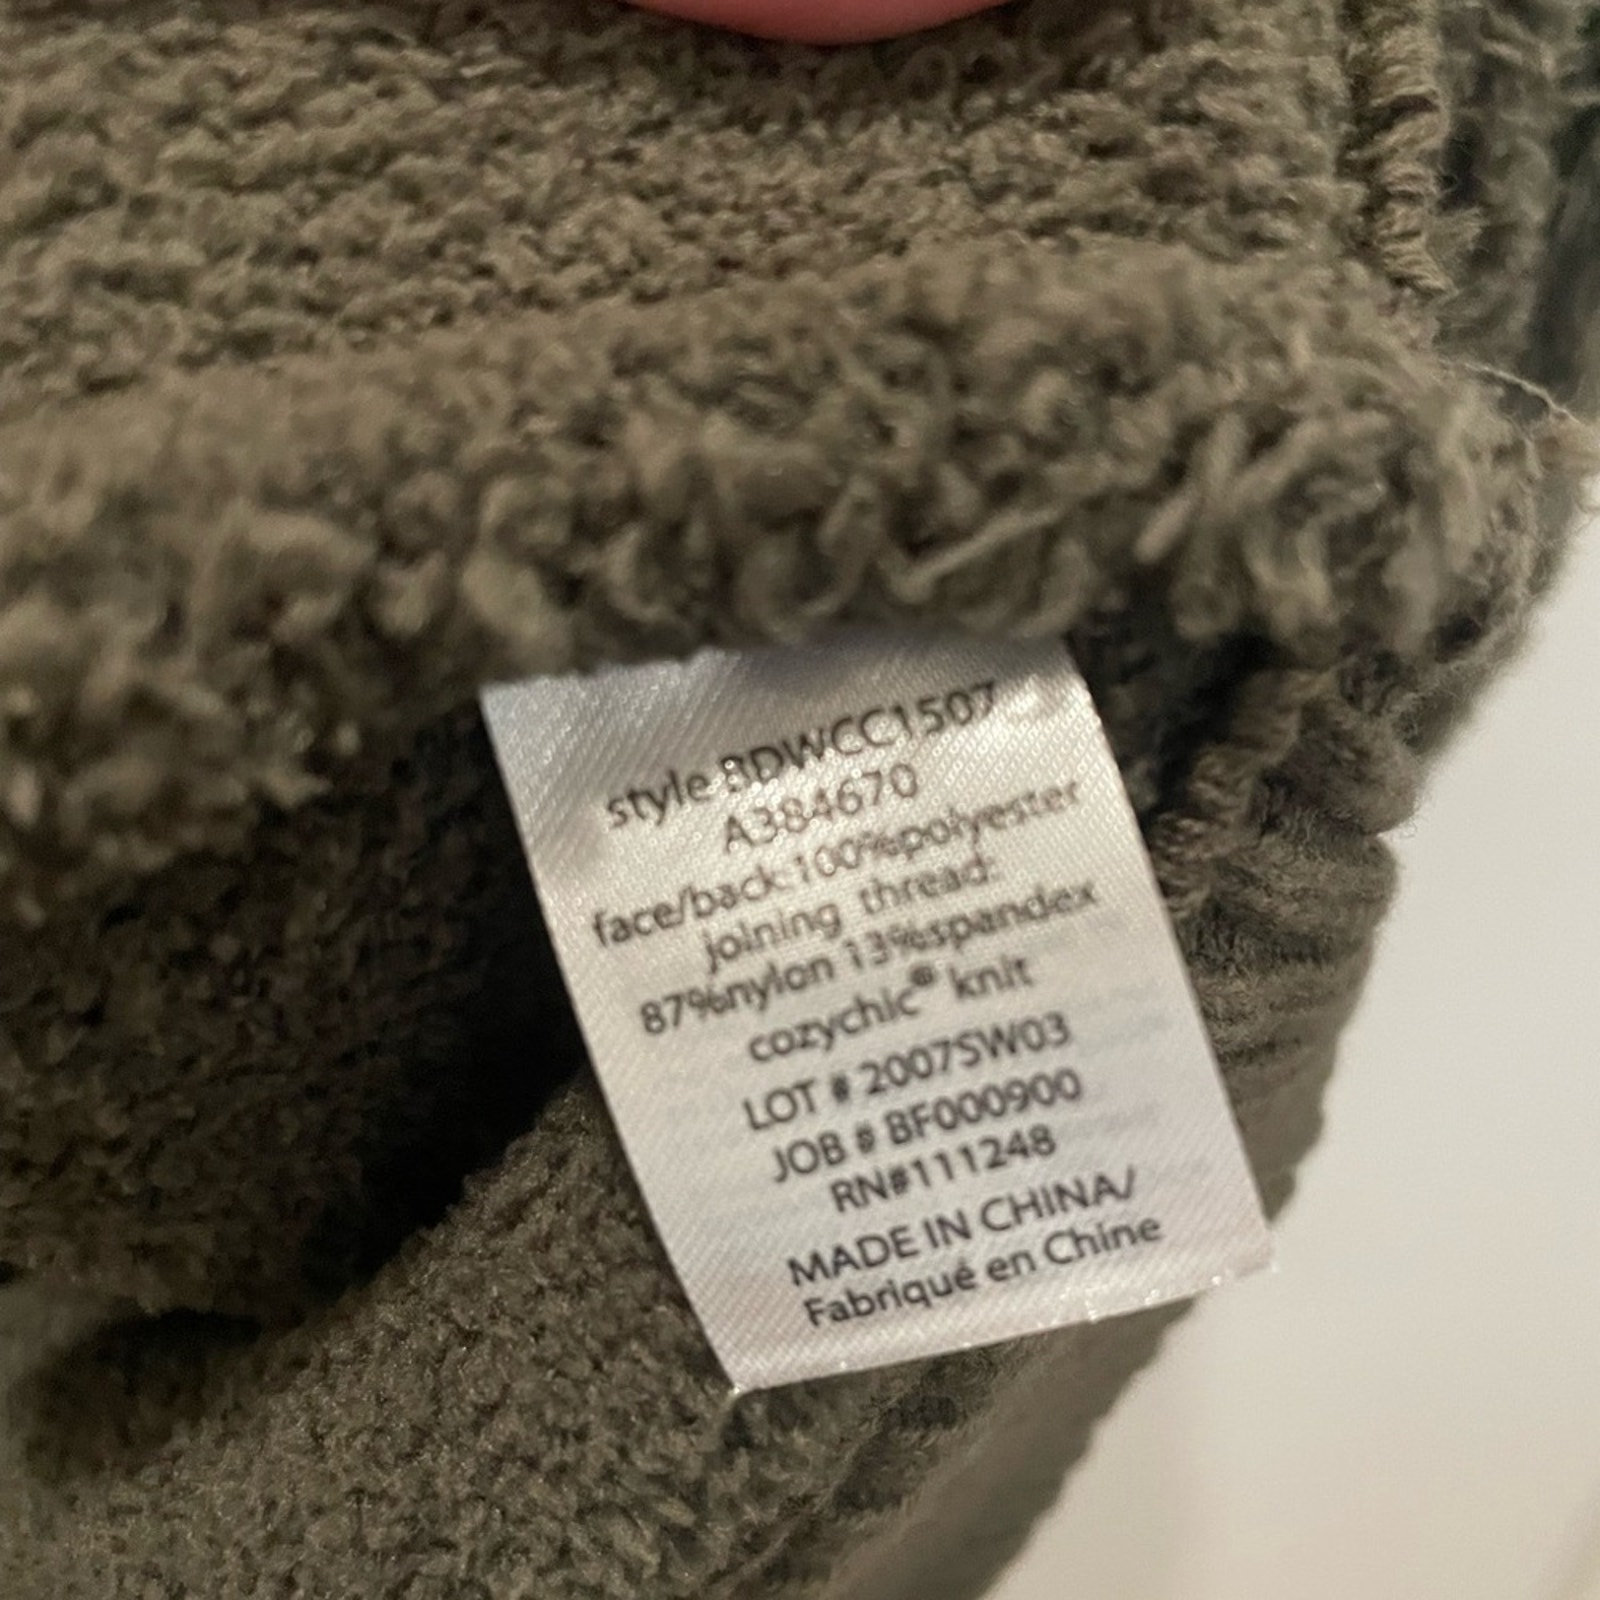 style BDWCC1507
A384670
face/back:100%polyester
joining thread:
87%nylon 13%spandex
cozychic® knit
LOT # 2007SW03
JOB # BF000900
RN#111248
MADE IN CHINA/
Fabriqué en Chine